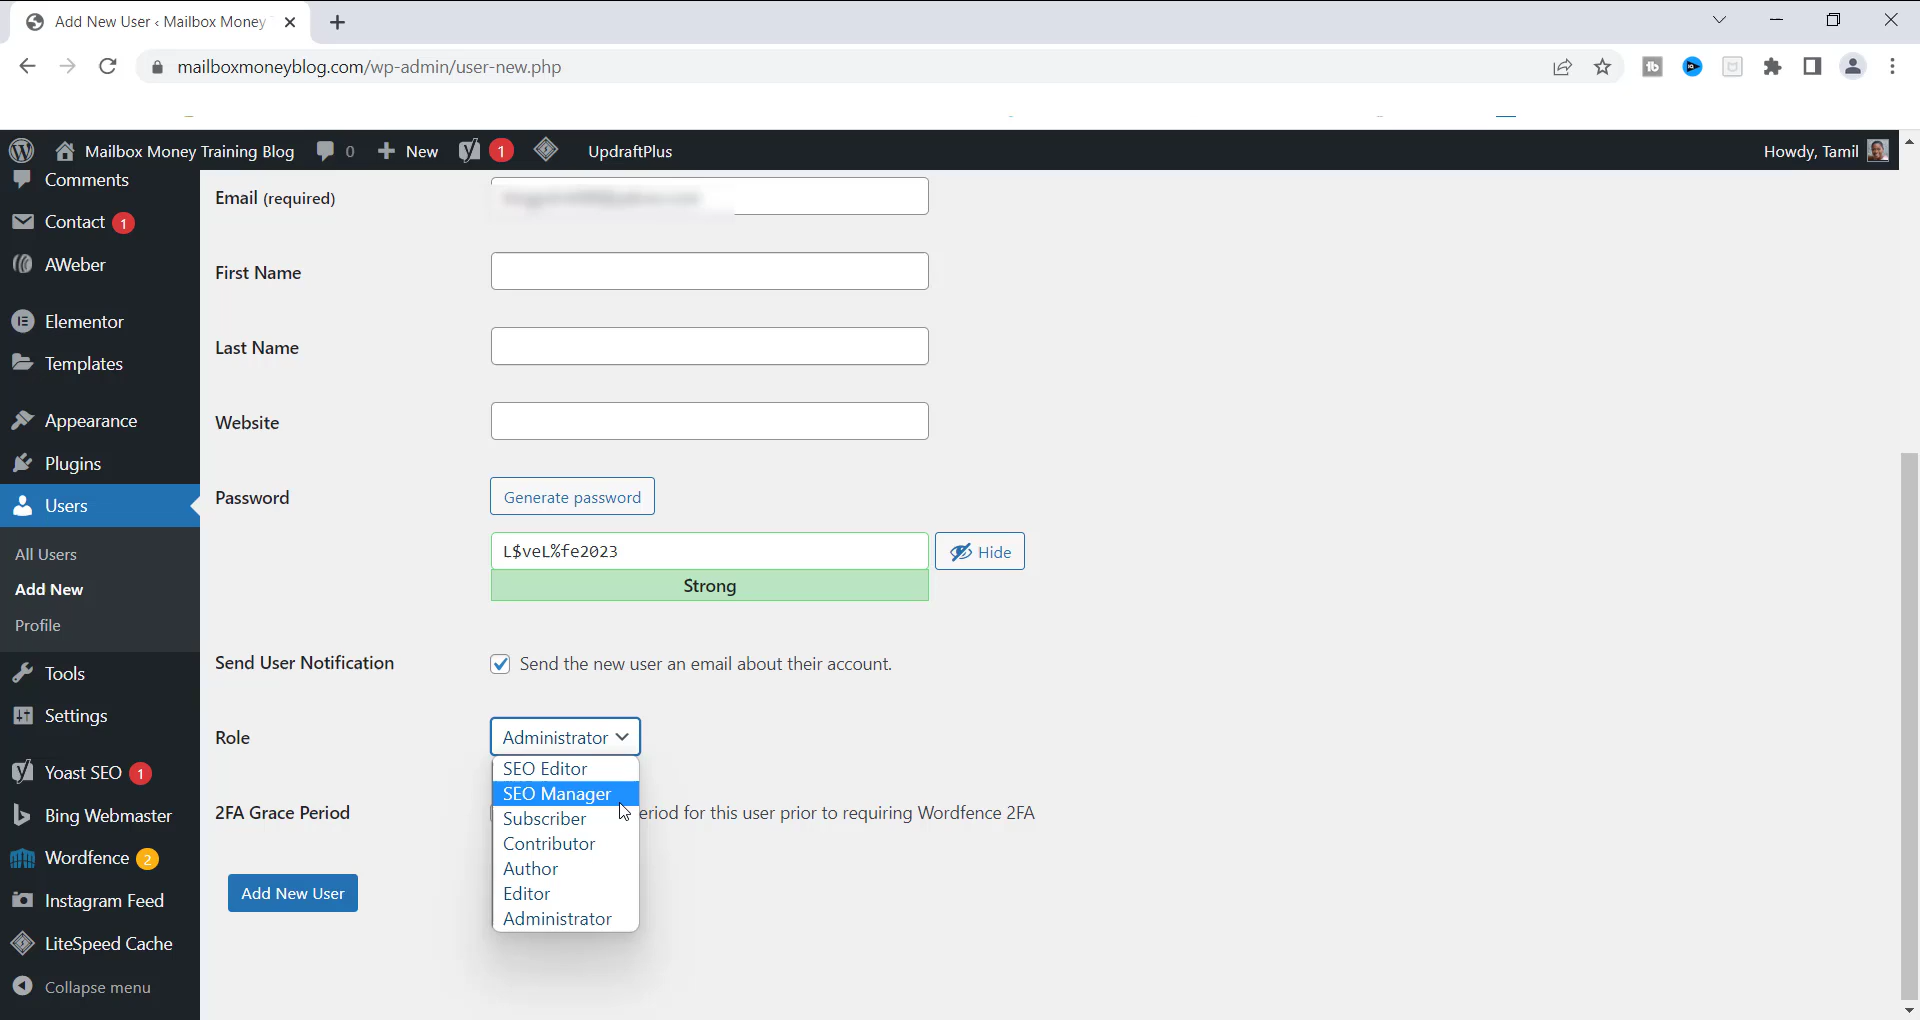 Add New User ‹ Mailbox Money
mailboxmoneyblog.com/wp-admin/user-new.php
Mailbox Money Training Blog 0 New 1 UpdraftPlus Howdy, Tamil
Comments
Contact 1
AWeber
Elementor
Templates
Appearance
Plugins
Users
All Users
Add New
Profile
Tools
Settings
Yoast SEO 1
Bing Webmaster
Wordfence 2
Instagram Feed
LiteSpeed Cache
Collapse menu
Email (required)
First Name
Last Name
Website
Password Generate password
L$veL%fe2023 Hide
Strong
Send User Notification Send the new user an email about their account.
Role Administrator
SEO Editor
SEO Manager
Subscriber
Contributor
Author
Editor
Administrator
2FA Grace Period eriod for this user prior to requiring Wordfence 2FA
Add New User